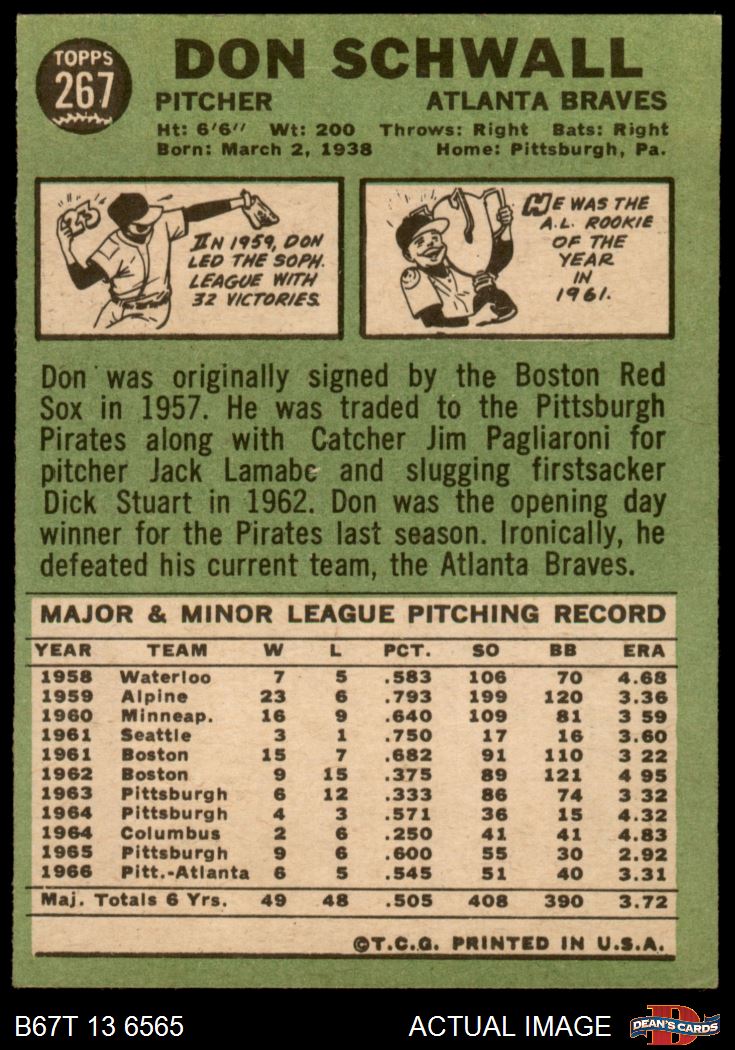 TOPPS
267
DON SCHWALL
PITCHER ATLANTA BRAVES
Ht: 6'6'' Wt: 200 Throws: Right Bats: Right
Born: March 2, 1938 Home: Pittsburgh, Pa.
23
IN 1959, DON
LED THE SOPH.
LEAGUE WITH
32 VICTORIES.
HE WAS THE
A.L. ROOKIE
OF THE
YEAR
IN
1961.
Don was originally signed by the Boston Red
Sox in 1957. He was traded to the Pittsburgh
Pirates along with Catcher Jim Pagliaroni for
pitcher Jack Lamabe and slugging firstsacker
Dick Stuart in 1962. Don was the opening day
winner for the Pirates last season. Ironically, he
defeated his current team, the Atlanta Braves.
MAJOR & MINOR LEAGUE PITCHING RECORD
YEAR TEAM W L PCT. SO BB ERA
1958 Waterloo 7 5 .583 106 70 4.68
1959 Alpine 23 6 .793 199 120 3.36
1960 Minneap. 16 9 .640 109 81 3 59
1961 Seattle 3 1 .750 17 16 3.60
1961 Boston 15 7 .682 91 110 3 22
1962 Boston 9 15 .375 89 121 4 95
1963 Pittsburgh 6 12 .333 86 74 3 32
1964 Pittsburgh 4 3 .571 36 15 4.32
1964 Columbus 2 6 .250 41 41 4.83
1965 Pittsburgh 9 6 .600 55 30 2.92
1966 Pitt.-Atlanta 6 5 .545 51 40 3.31
Maj. Totals 6 Yrs. 49 48 .505 408 390 3.72
©T.C.G. PRINTED IN U.S.A.
B67T 13 6565 ACTUAL IMAGE
D
DEAN'S CARDS